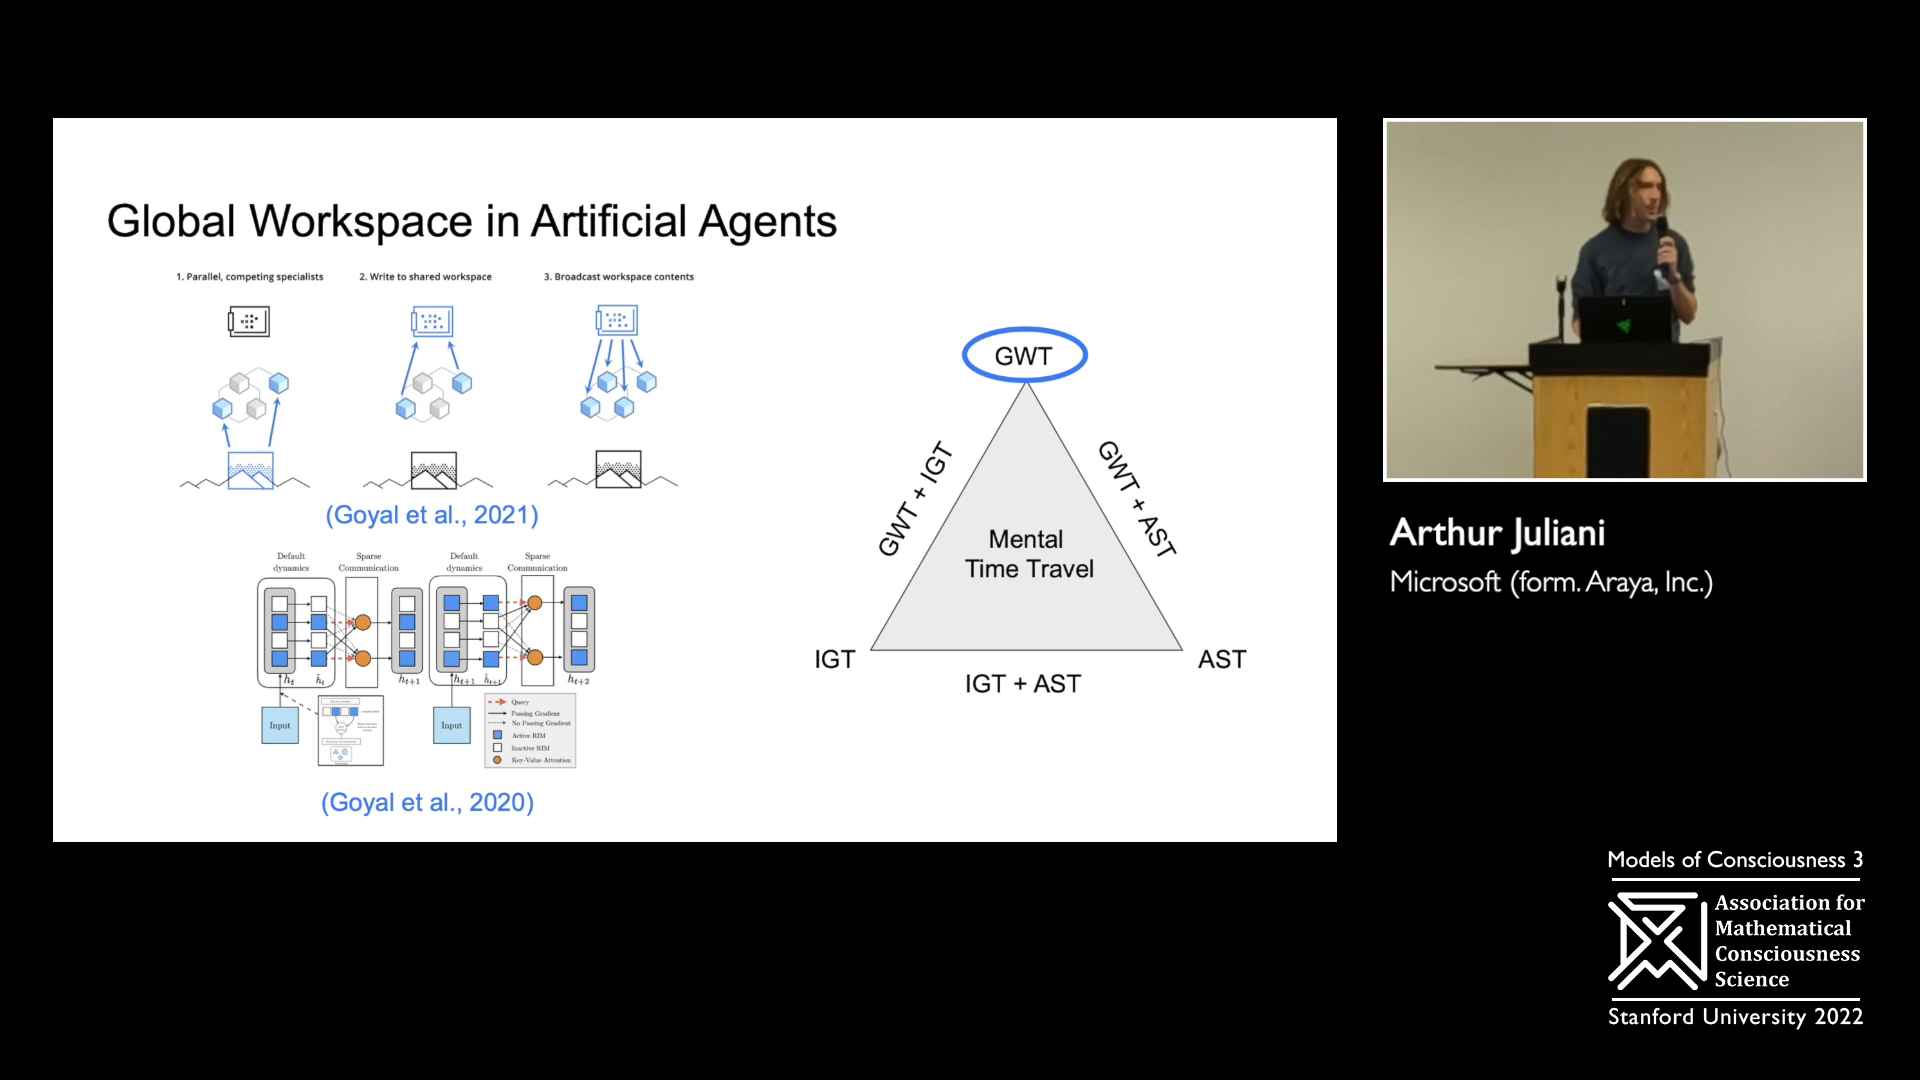 Global Workspace in Artificial Agents
1. Parallel, competing specialists
2. Write to shared workspace
3. Broadcast workspace contents
(Goyal et al., 2021)
Default
dynamics
Sparse
Communication
Default
dynamics
Sparse
Communication
Input
Input
Query
Passing Gradient
No Passing Gradient
Active RIM
Inactive RIM
Key-Value Attention
(Goyal et al., 2020)
GWT
GWT + IGT
GWT + AST
Mental
Time Travel
IGT
AST
IGT + AST
Arthur Juliani
Microsoft (form. Araya, Inc.)
Models of Consciousness 3
Association for
Mathematical
Consciousness
Science
Stanford University 2022